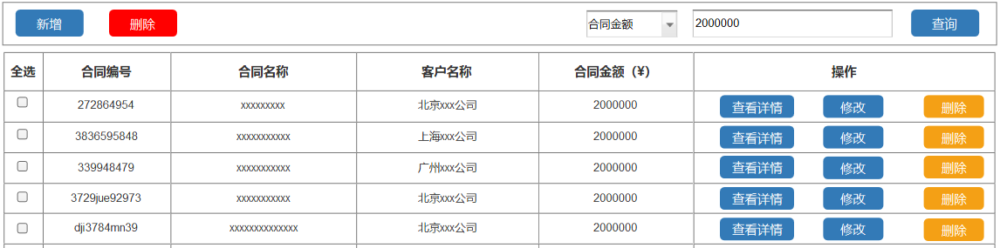 新增 删除 合同金额 2000000 查询
全选 合同编号 合同名称 客户名称 合同金额（¥） 操作
272864954 xxxxxxxxx 北京xxx公司 2000000 查看详情 修改 删除
3836595848 xxxxxxxxxxx 上海xxx公司 2000000 查看详情 修改 删除
339948479 xxxxxxxxxxx 广州xxx公司 2000000 查看详情 修改 删除
3729jue92973 xxxxxxxxxxx 北京xxx公司 2000000 查看详情 修改 删除
dji3784mn39 xxxxxxxxxxxxxx 北京xxx公司 2000000 查看详情 修改 删除